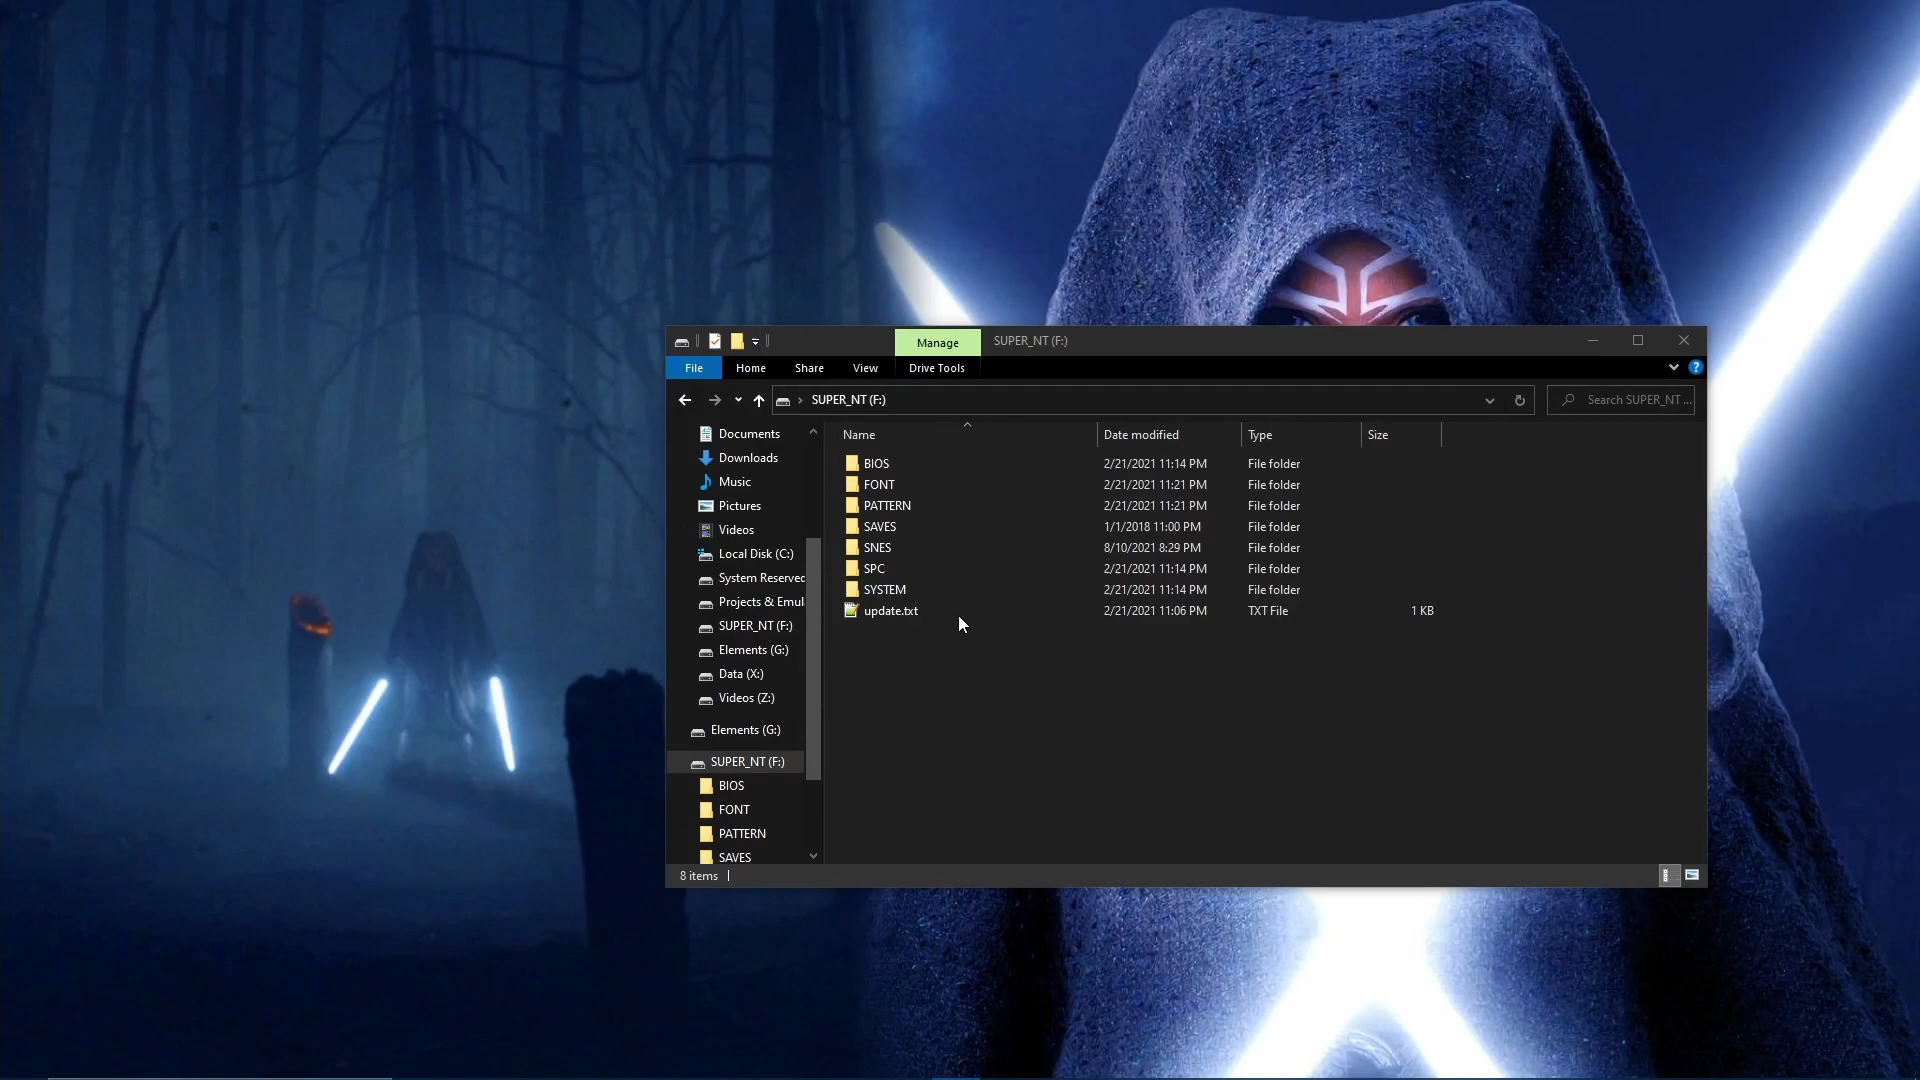 Manage SUPER_NT (F:)
File Home Share View Drive Tools
SUPER_NT (F:) Search SUPER_NT ...
Name Date modified Type Size
Documents
Downloads
Music
Pictures
Videos
Local Disk (C:)
System Reserved
Projects & Emul
SUPER_NT (F:)
Elements (G:)
Data (X:)
Videos (Z:)
Elements (G:)
SUPER_NT (F:)
BIOS
FONT
PATTERN
SAVES
BIOS 2/21/2021 11:14 PM File folder
FONT 2/21/2021 11:21 PM File folder
PATTERN 2/21/2021 11:21 PM File folder
SAVES 1/1/2018 11:00 PM File folder
SNES 8/10/2021 8:29 PM File folder
SPC 2/21/2021 11:14 PM File folder
SYSTEM 2/21/2021 11:14 PM File folder
update.txt 2/21/2021 11:06 PM TXT File 1 KB
8 items